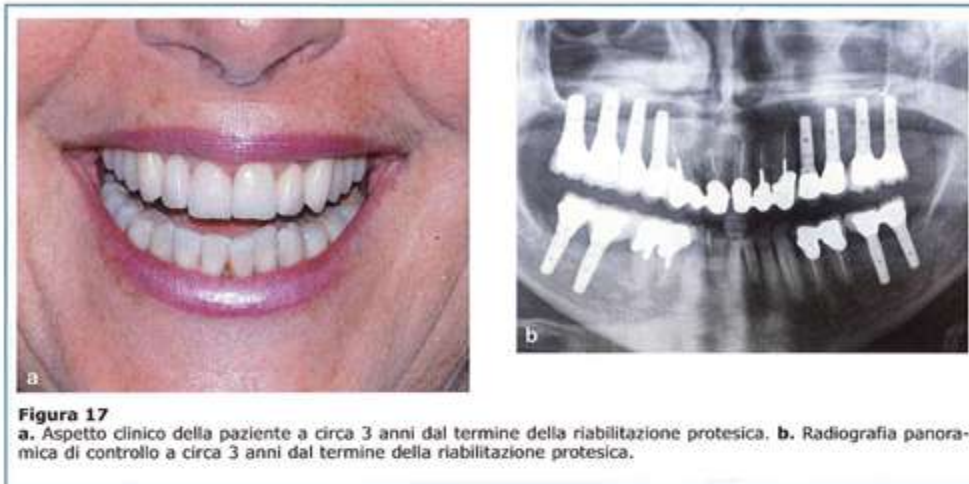 a
b
Figura 17
a. Aspetto clinico della paziente a circa 3 anni dal termine della riabilitazione protesica. b. Radiografia panora-
mica di controllo a circa 3 anni dal termine della riabilitazione protesica.